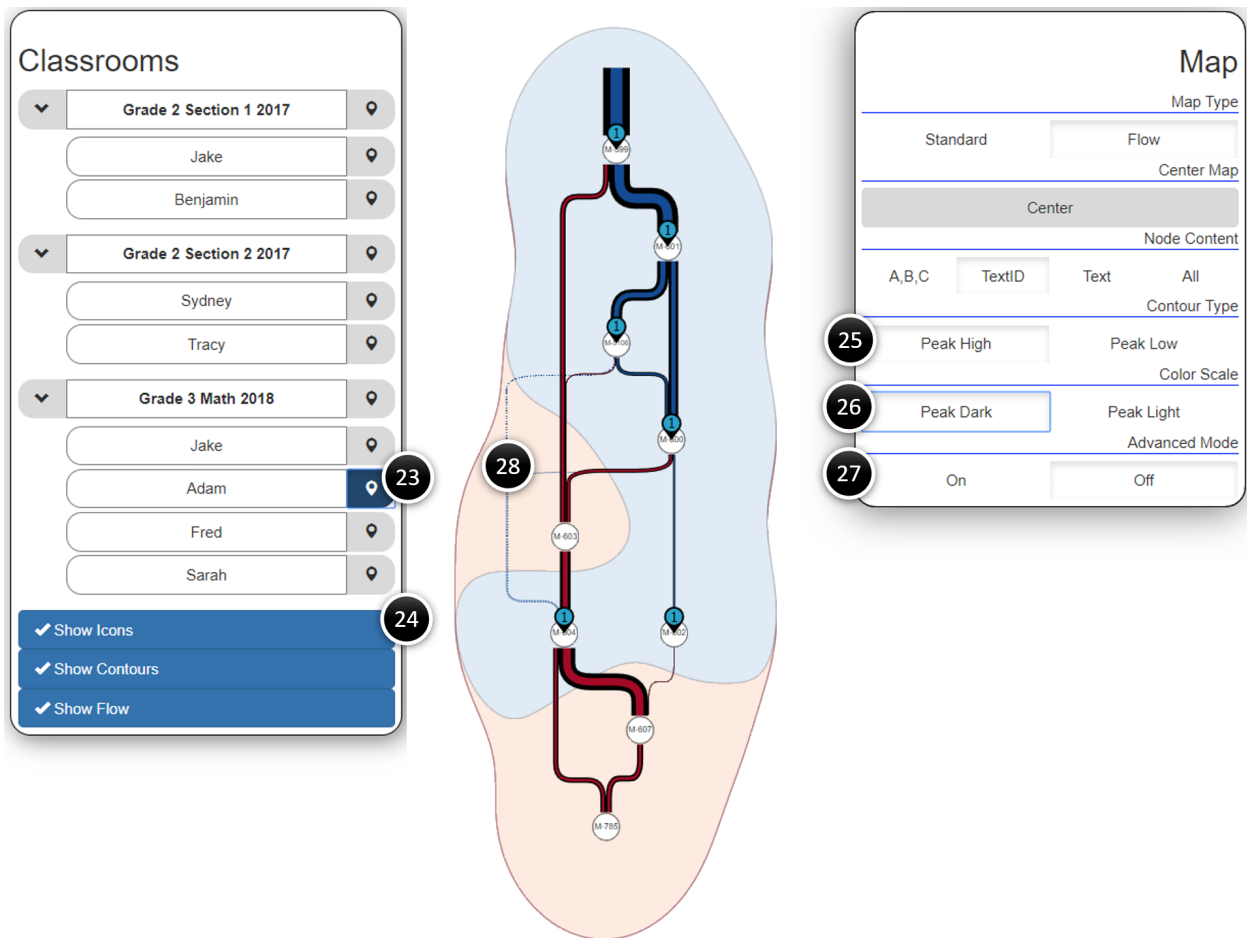 Classrooms
Grade 2 Section 1 2017
Jake
Benjamin
Grade 2 Section 2 2017
Sydney
Tracy
Grade 3 Math 2018
Jake
Adam
23
Fred
Sarah
24
Show Icons
Show Contours
Show Flow
1
1
1
1
28
M-603
1
1
M-607
M-785
Map
Map Type
Standard Flow
Center Map
Center
Node Content
A,B,C TextID Text All
Contour Type
25 Peak High Peak Low
Color Scale
26 Peak Dark Peak Light
Advanced Mode
27 On Off